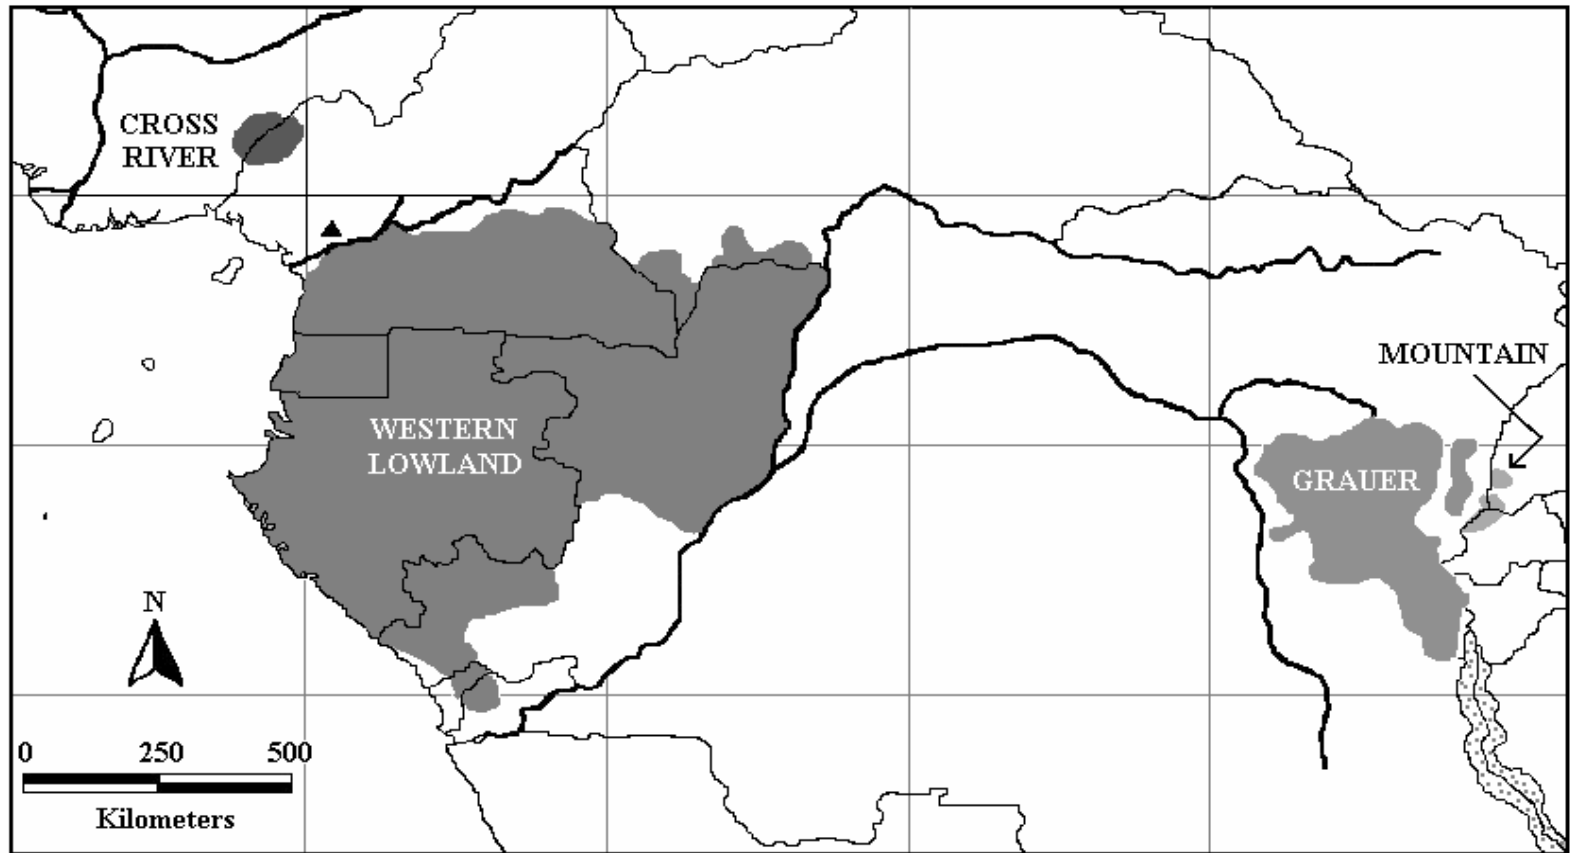 CROSS
RIVER
MOUNTAIN
WESTERN
LOWLAND
GRAUER
N
0 250 500
Kilometers